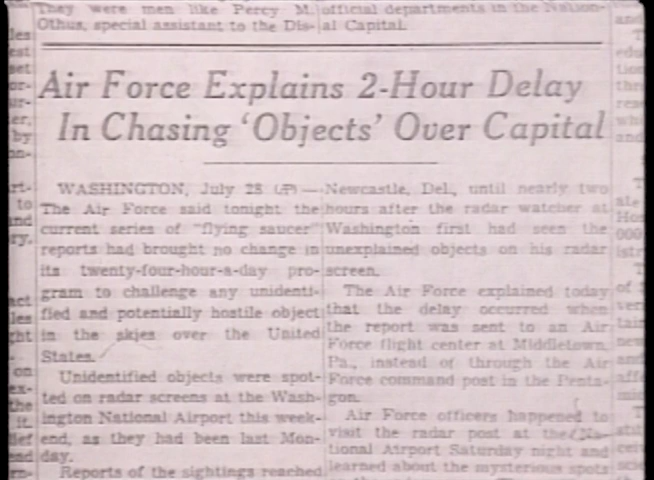 They were men like Percy M.
Othus, special assistant to the Dis-
official departments in the Nation-
al Capital.
Air Force Explains 2-Hour Delay
In Chasing 'Objects' Over Capital
WASHINGTON, July 28 (AP) —
The Air Force said tonight the
current series of "flying saucer"
reports had brought no change in
its twenty-four-hour-a-day pro-
gram to challenge any unidenti-
fied and potentially hostile object
in the skies over the United
States.
Unidentified objects were spot-
ted on radar screens at the Wash-
ington National Airport this week-
end, as they had been last Mon-
day.
Reports of the sightings reached
Newcastle, Del., until nearly two
hours after the radar watcher at
Washington first had seen the
unexplained objects on his radar
screen.
The Air Force explained today
that the delay occurred when
the report was sent to an Air
Force flight center at Middletown,
Pa., instead of through the Air
Force command post in the Penta-
gon.
Air Force officers happened to
visit the radar post at the Na-
tional Airport Saturday night and
learned about the mysterious spots